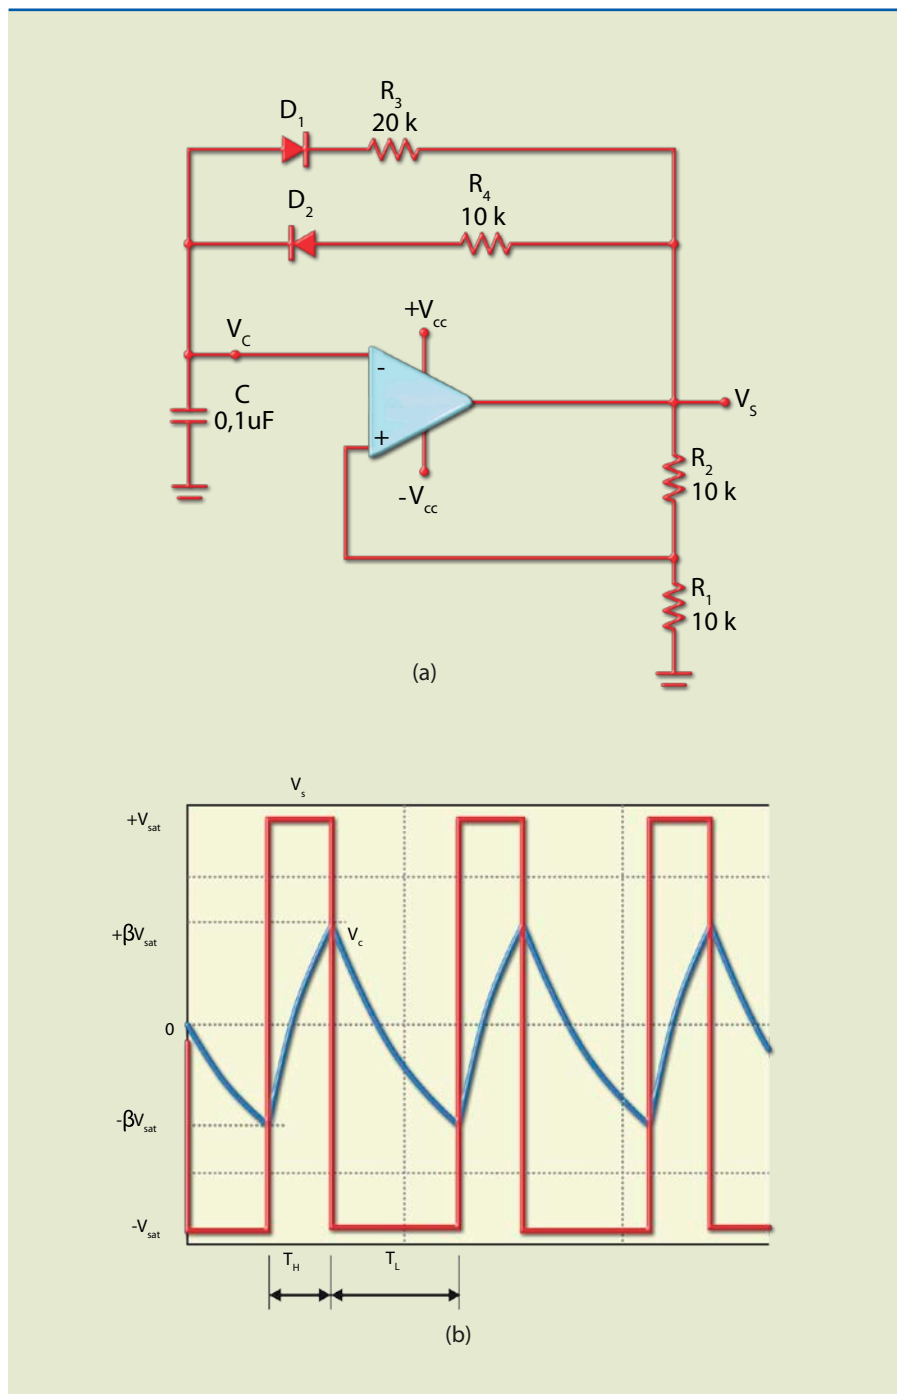 R3
20 k
D1
R4
10 k
D2
+Vcc
VC
-
C
0,1uF
+
VS
-Vcc
R2
10 k
R1
10 k
(a)
Vs
+Vsat
+βVsat
Vc
0
-βVsat
-Vsat
TH
TL
(b)